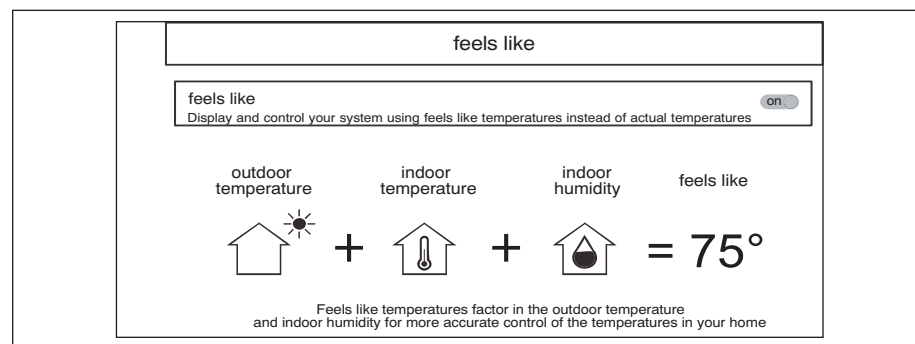 feels like
feels like
on
Display and control your system using feels like temperatures instead of actual temperatures
outdoor
temperature
indoor
temperature
indoor
humidity
feels like
+
+
= 75°
Feels like temperatures factor in the outdoor temperature
and indoor humidity for more accurate control of the temperatures in your home